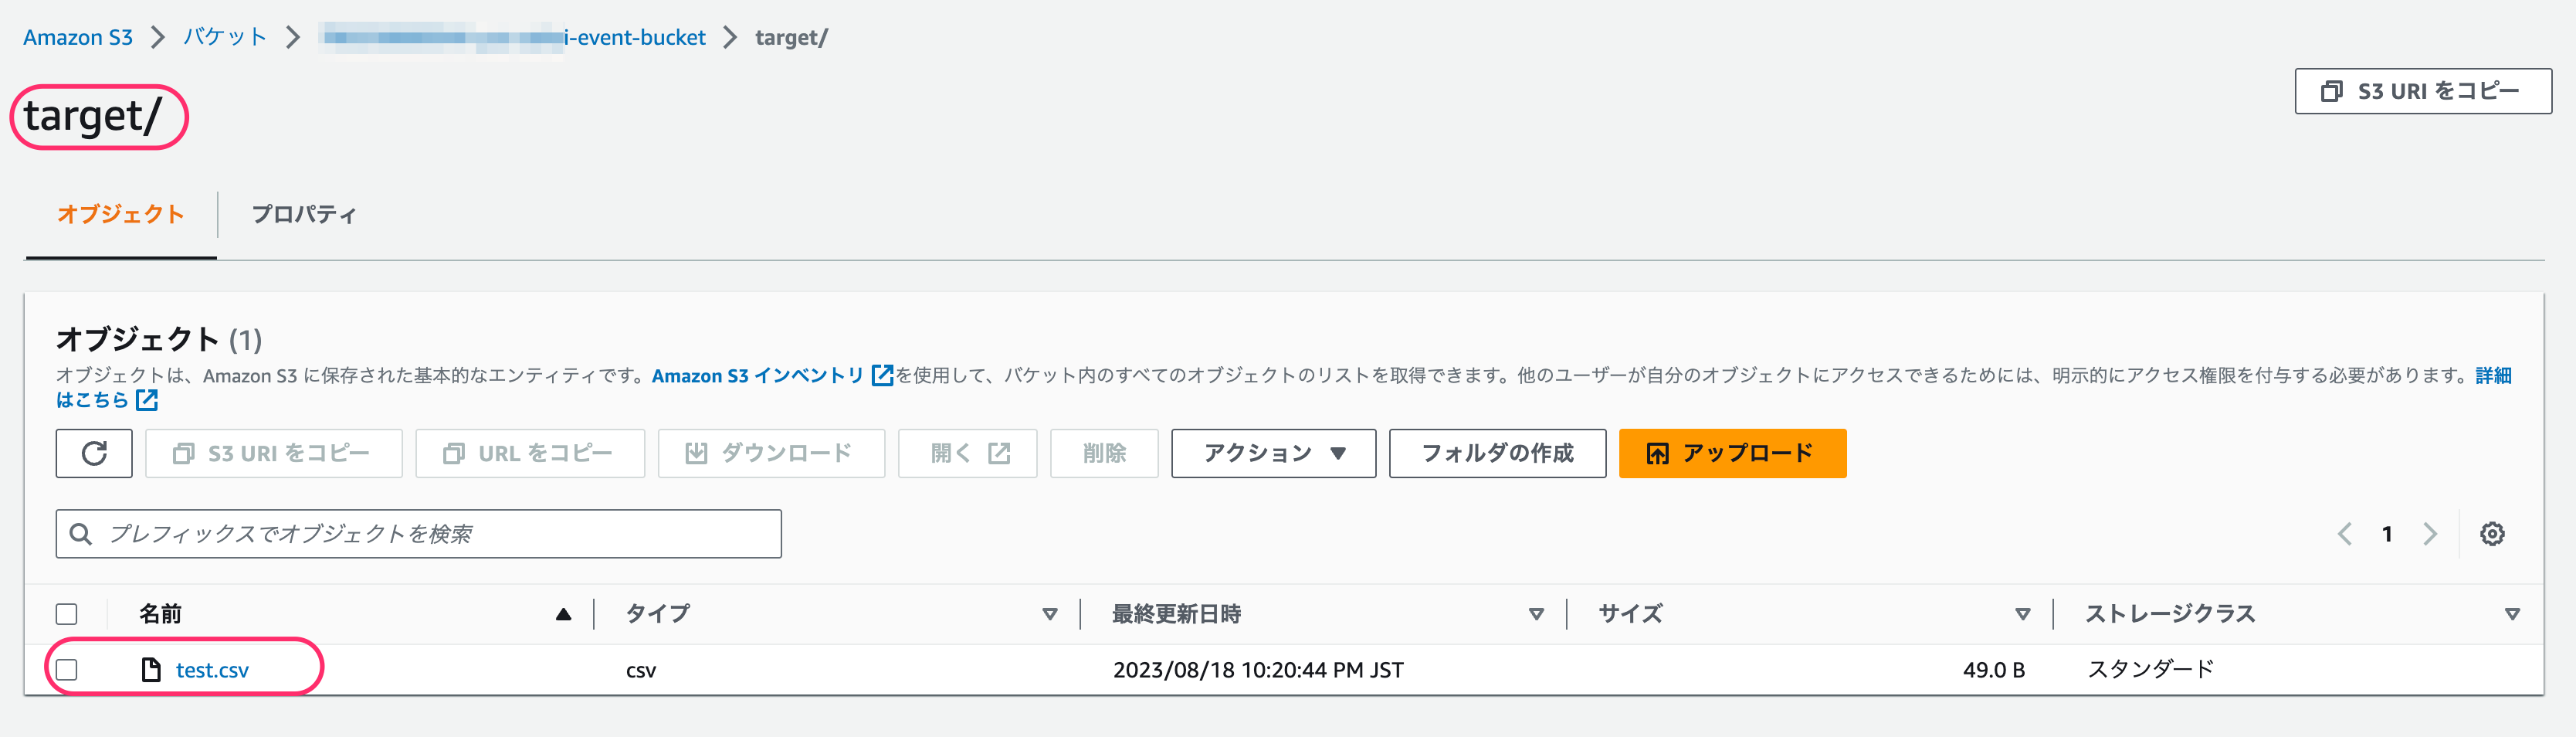 Amazon S3 > バケット > i-event-bucket > target/
target/
S3 URI をコピー
オブジェクト プロパティ
オブジェクト (1)
オブジェクトは、Amazon S3 に保存された基本的なエンティティです。Amazon S3 インベントリ を使用して、バケット内のすべてのオブジェクトのリストを取得できます。他のユーザーが自分のオブジェクトにアクセスできるためには、明示的にアクセス権限を付与する必要があります。詳細
はこちら
S3 URI をコピー URL をコピー ダウンロード 開く 削除 アクション フォルダの作成 アップロード
プレフィックスでオブジェクトを検索 1
名前 タイプ 最終更新日時 サイズ ストレージクラス
test.csv csv 2023/08/18 10:20:44 PM JST 49.0 B スタンダード